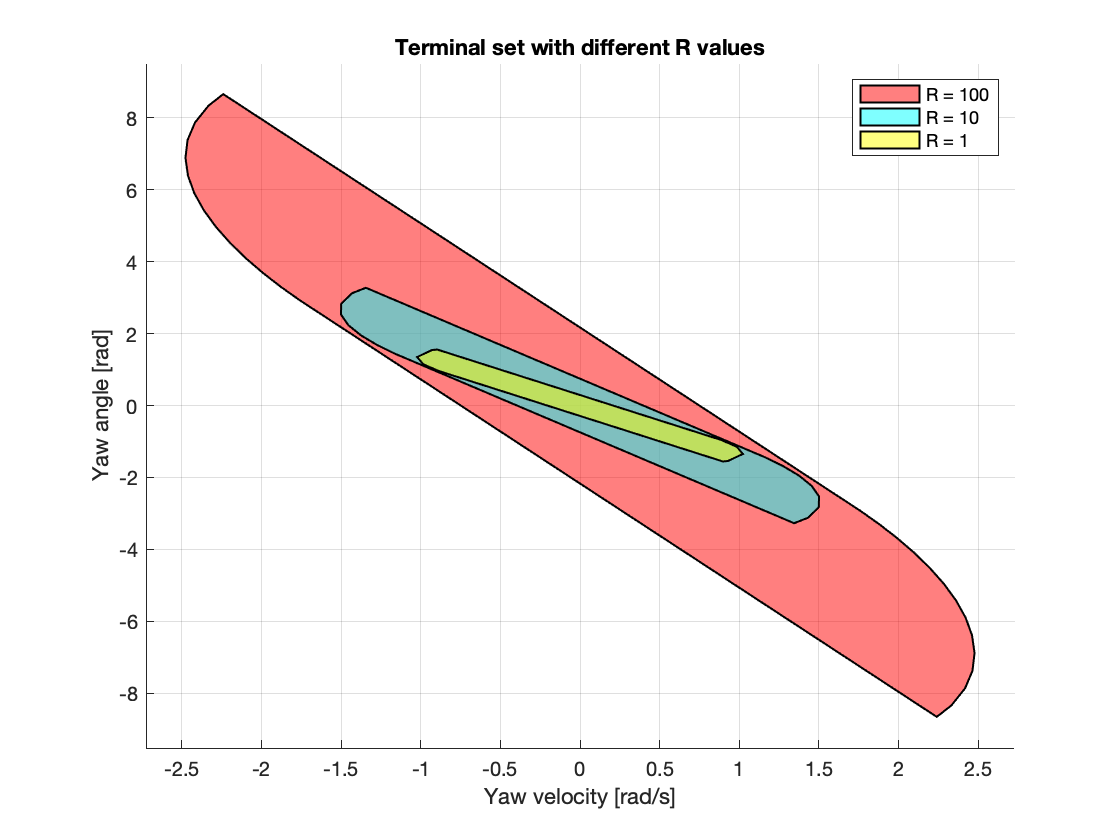 Terminal set with different R values
R = 100
R = 10
R = 1
8
6
4
2
0
-2
-4
-6
-8
Yaw angle [rad]
-2.5 -2 -1.5 -1 -0.5 0 0.5 1 1.5 2 2.5
Yaw velocity [rad/s]